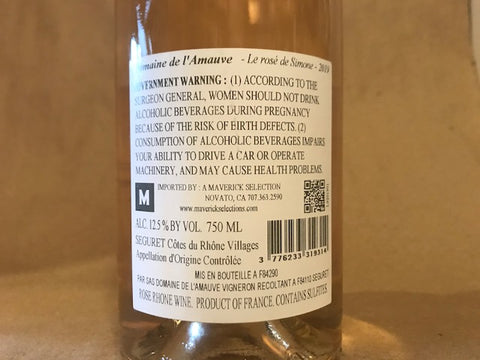 omaine de l'Amauve - Le rosé de Simone - 2019
VERNMENT WARNING : (1) ACCORDING TO THE
SURGEON GENERAL, WOMEN SHOULD NOT DRINK
ALCOHOLIC BEVERAGES DURING PREGNANCY
BECAUSE OF THE RISK OF BIRTH DEFECTS. (2)
CONSUMPTION OF ALCOHOLIC BEVERAGES IMPAIRS
YOUR ABILITY TO DRIVE A CAR OR OPERATE
MACHINERY, AND MAY CAUSE HEALTH PROBLEMS.
M
IMPORTED BY : A MAVERICK SELECTION
NOVATO, CA 707.363.2590
www.maverickselections.com
ALC. 12.5 % BY VOL. 750 ML
SEGURET Côtes du Rhône Villages
Appellation d'Origine Contrôlée
3 776233 31951
MIS EN BOUTEILLE A F84290
PAR SAS DOMAINE DE L'AMAUVE VIGNERON RECOLTANT A F84110 SEGURET
ROSE RHONE WINE. PRODUCT OF FRANCE. CONTAINS SULFITES